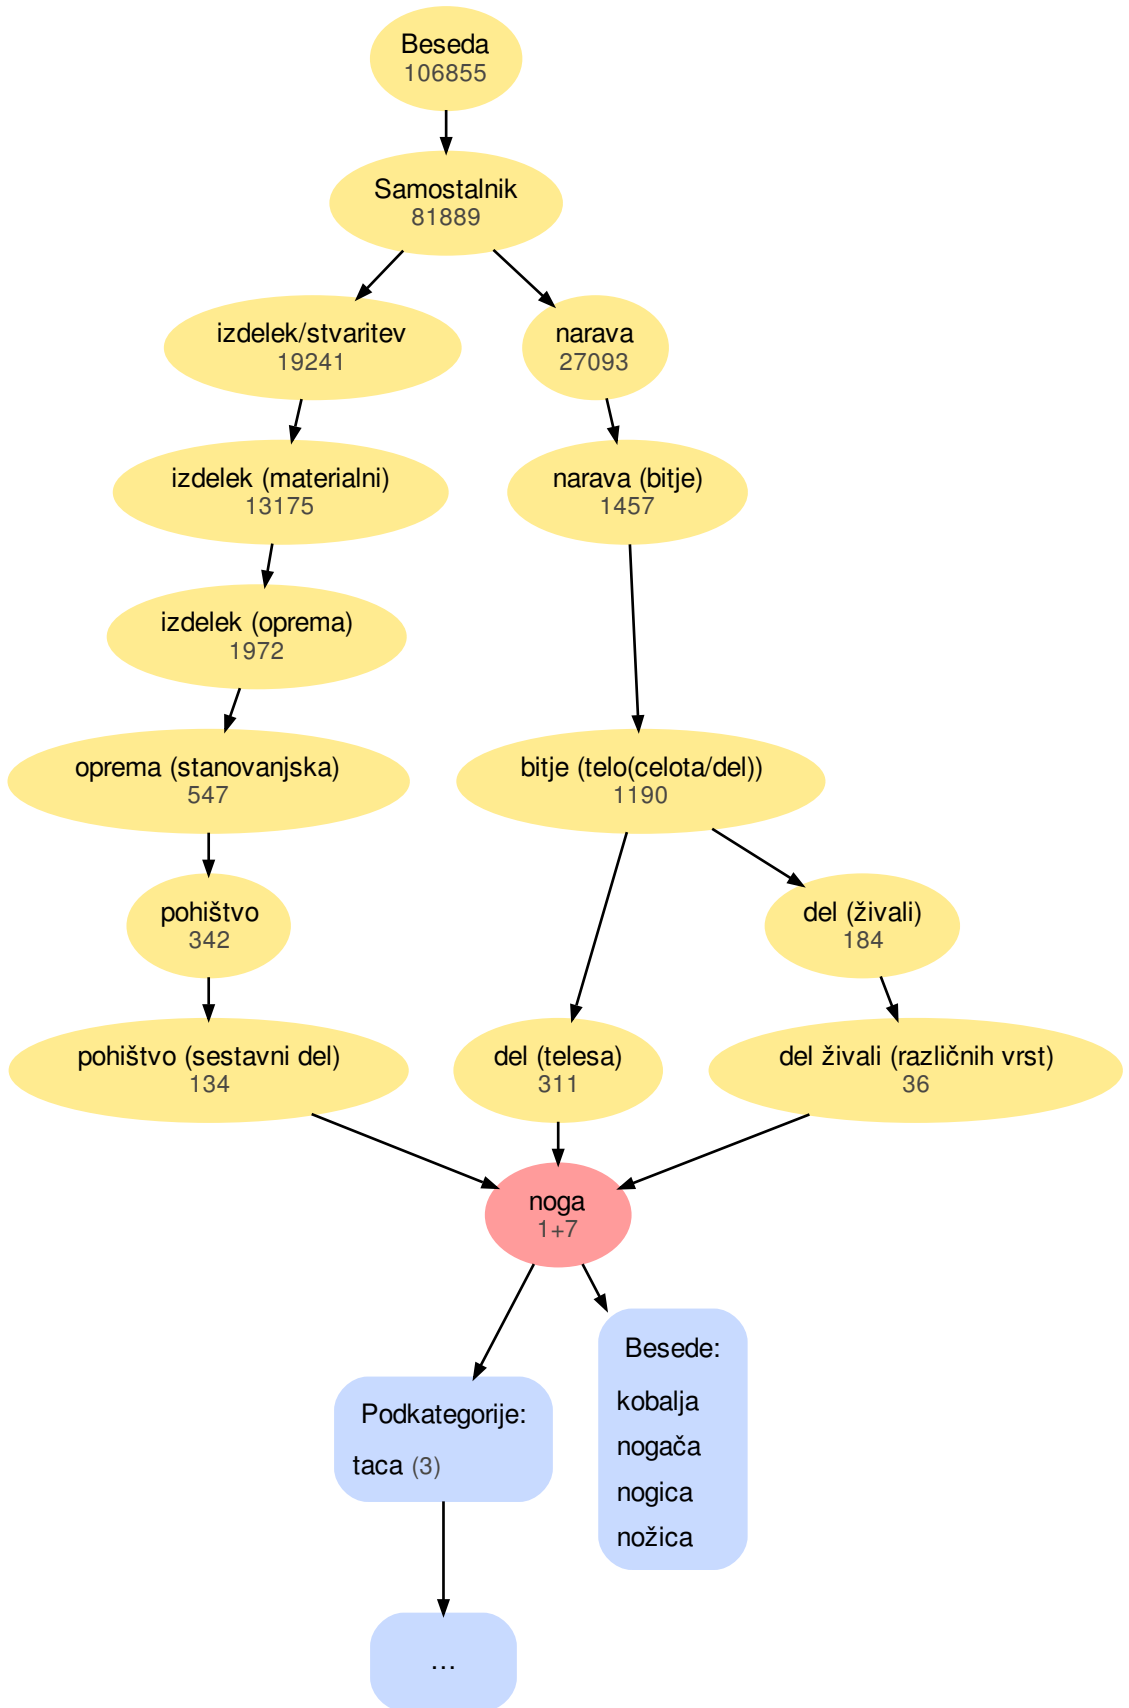 Beseda
106855
Samostalnik
81889
izdelek/stvaritev
19241
narava
27093
izdelek (materialni)
13175
narava (bitje)
1457
izdelek (oprema)
1972
oprema (stanovanjska)
547
bitje (telo(celota/del))
1190
pohištvo
342
del (živali)
184
pohištvo (sestavni del)
134
del (telesa)
311
del živali (različnih vrst)
36
noga
1+7
Podkategorije:
taca (3)
Besede:
kobalja
nogača
nogica
nožica
...